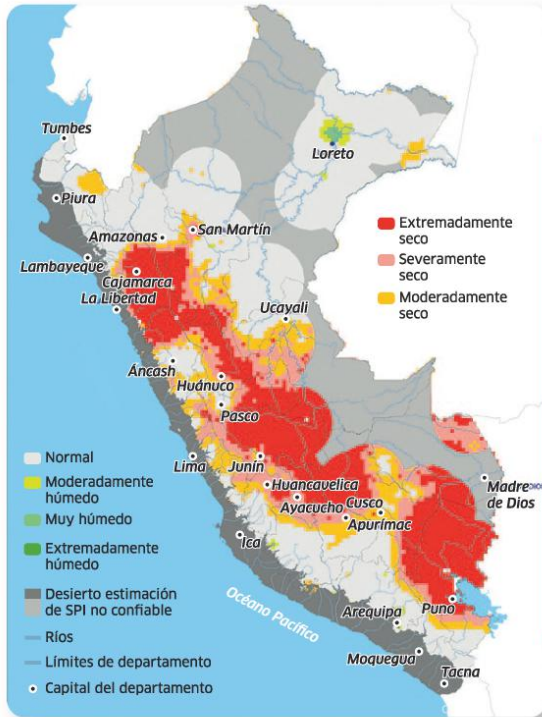 Tumbes
Piura
Lambayeque
Amazonas
San Martín
Loreto
Cajamarca
La Libertad
Ucayali
Áncash
Huánuco
Pasco
Lima
Junín
Huancavelica
Ayacucho
Cusco
Apurímac
Madre
de Dios
Ica
Arequipa
Puno
Moquegua
Tacna
Océano Pacífico
Extremadamente
seco
Severamente
seco
Moderadamente
seco
Normal
Moderadamente
húmedo
Muy húmedo
Extremadamente
húmedo
Desierto estimación
de SPI no confiable
Ríos
Límites de departamento
Capital del departamento